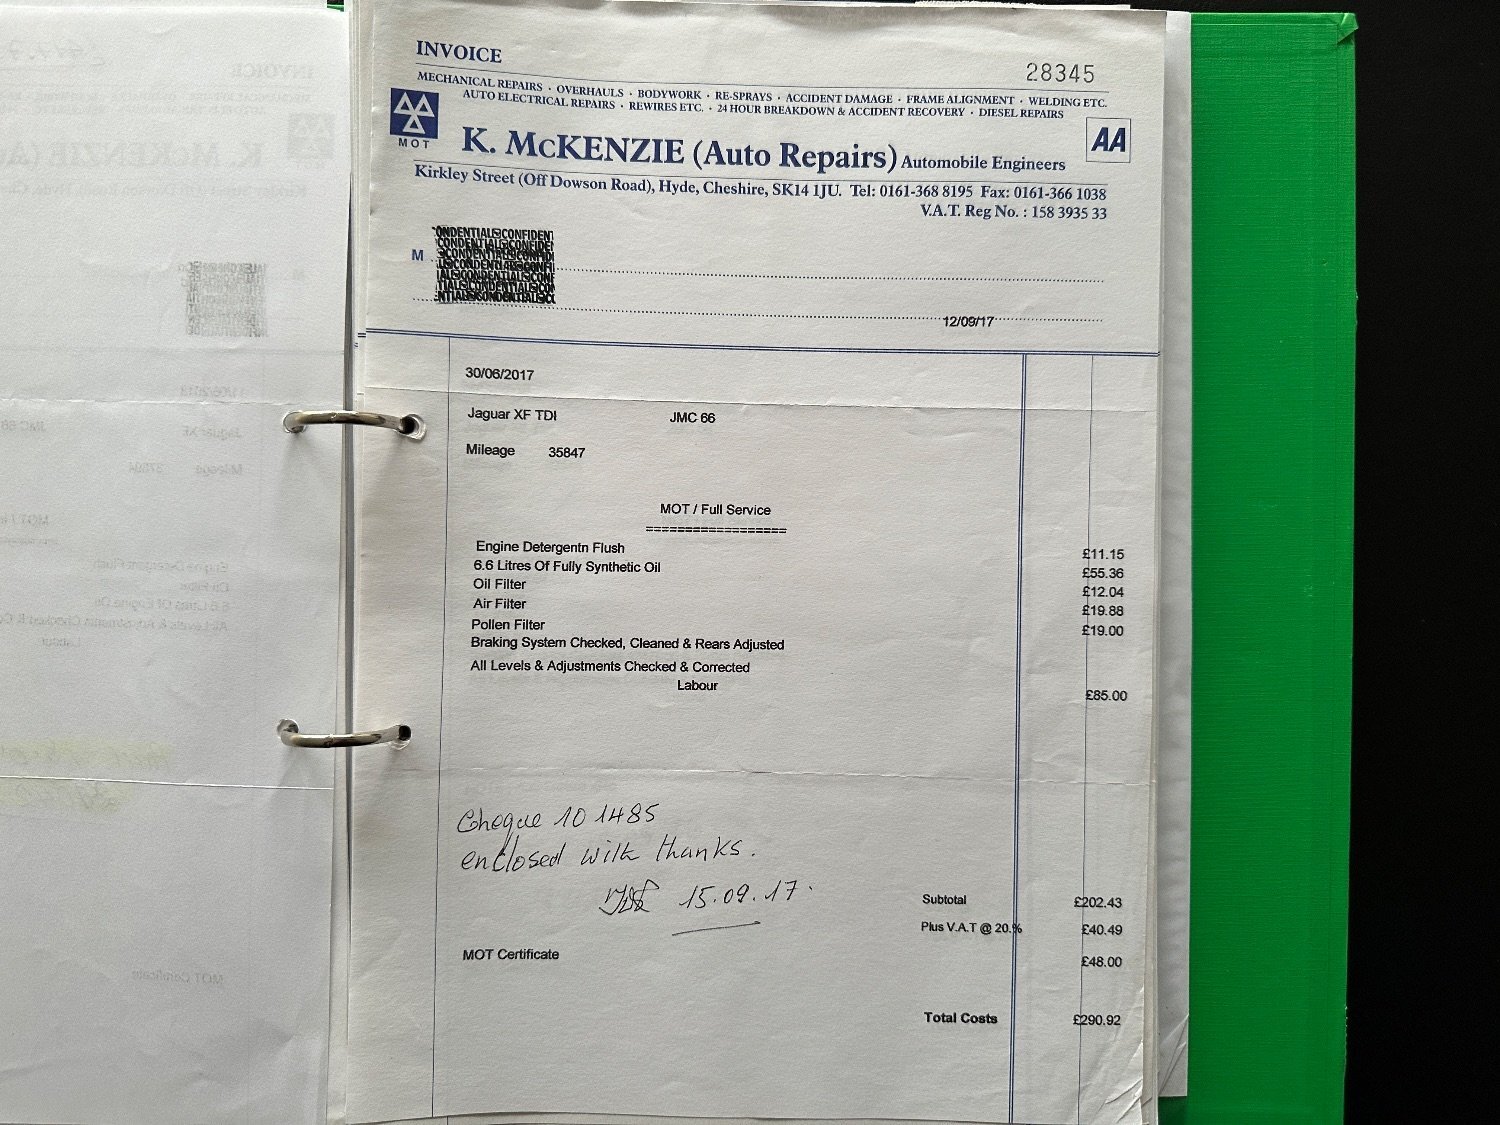 INVOICE
28345
MECHANICAL REPAIRS · OVERHAULS · BODYWORK · RE-SPRAYS · ACCIDENT DAMAGE · FRAME ALIGNMENT · WELDING ETC.
AUTO ELECTRICAL REPAIRS · REWIRES ETC. · 24 HOUR BREAKDOWN & ACCIDENT RECOVERY · DIESEL REPAIRS
MOT
K. McKENZIE (Auto Repairs) Automobile Engineers
AA
Kirkley Street (Off Dowson Road), Hyde, Cheshire, SK14 1JU. Tel: 0161-368 8195 Fax: 0161-366 1038
V.A.T. Reg No. : 158 3935 33
M
12/09/17
30/06/2017
Jaguar XF TDI JMC 66
Mileage 35847
MOT / Full Service
==================
Engine Detergentn Flush £11.15
6.6 Litres Of Fully Synthetic Oil £55.36
Oil Filter £12.04
Air Filter £19.88
Pollen Filter £19.00
Braking System Checked, Cleaned & Rears Adjusted
All Levels & Adjustments Checked & Corrected
Labour £85.00
Cheque 101485
enclosed with thanks.
15.09.17.
Subtotal £202.43
Plus V.A.T @ 20.% £40.49
MOT Certificate £48.00
Total Costs £290.92